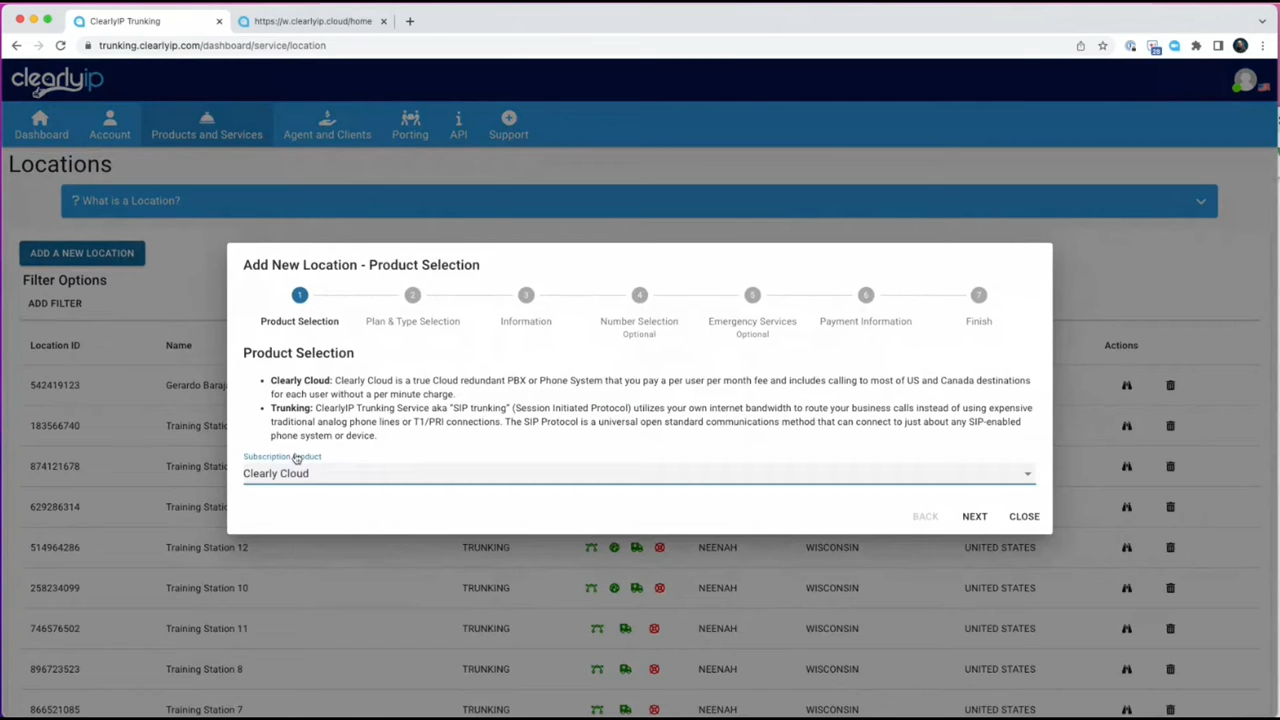 ClearlyIP Trunking
https://w.clearlyip.cloud/home
trunking.clearlyip.com/dashboard/service/location
clearlyip
Dashboard
Account
Products and Services
Agent and Clients
Porting
API
Support
Locations
? What is a Location?
ADD A NEW LOCATION
Filter Options
ADD FILTER
Location ID
Name
Actions
Add New Location - Product Selection
1
2
3
4
5
6
7
Product Selection
Plan & Type Selection
Information
Number Selection
Optional
Emergency Services
Optional
Payment Information
Finish
Product Selection
• Clearly Cloud: Clearly Cloud is a true Cloud redundant PBX or Phone System that you pay a per user per month fee and includes calling to most of US and Canada destinations
for each user without a per minute charge.
• Trunking: ClearlyIP Trunking Service aka “SIP trunking” (Session Initiated Protocol) utilizes your own internet bandwidth to route your business calls instead of using expensive
traditional analog phone lines or T1/PRI connections. The SIP Protocol is a universal open standard communications method that can connect to just about any SIP-enabled
phone system or device.
Subscription Product
Clearly Cloud
BACK
NEXT
CLOSE
542419123 Gerardo Baraj
183566740 Training Station
874121678 Training Station
629286314 Training Station
514964286 Training Station 12 TRUNKING NEENAH WISCONSIN UNITED STATES
258234099 Training Station 10 TRUNKING NEENAH WISCONSIN UNITED STATES
746576502 Training Station 11 TRUNKING NEENAH WISCONSIN UNITED STATES
896723523 Training Station 8 TRUNKING NEENAH WISCONSIN UNITED STATES
866521085 Training Station 7 TRUNKING NEENAH WISCONSIN UNITED STATES